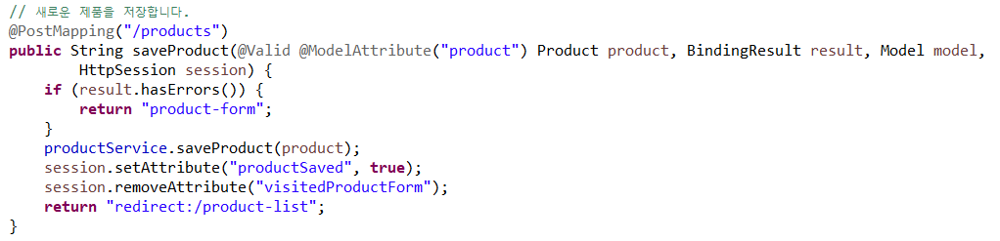 // 새로운 제품을 저장합니다.
@PostMapping("/products")
public String saveProduct(@Valid @ModelAttribute("product") Product product, BindingResult result, Model model,
        HttpSession session) {
    if (result.hasErrors()) {
        return "product-form";
    }
    productService.saveProduct(product);
    session.setAttribute("productSaved", true);
    session.removeAttribute("visitedProductForm");
    return "redirect:/product-list";
}